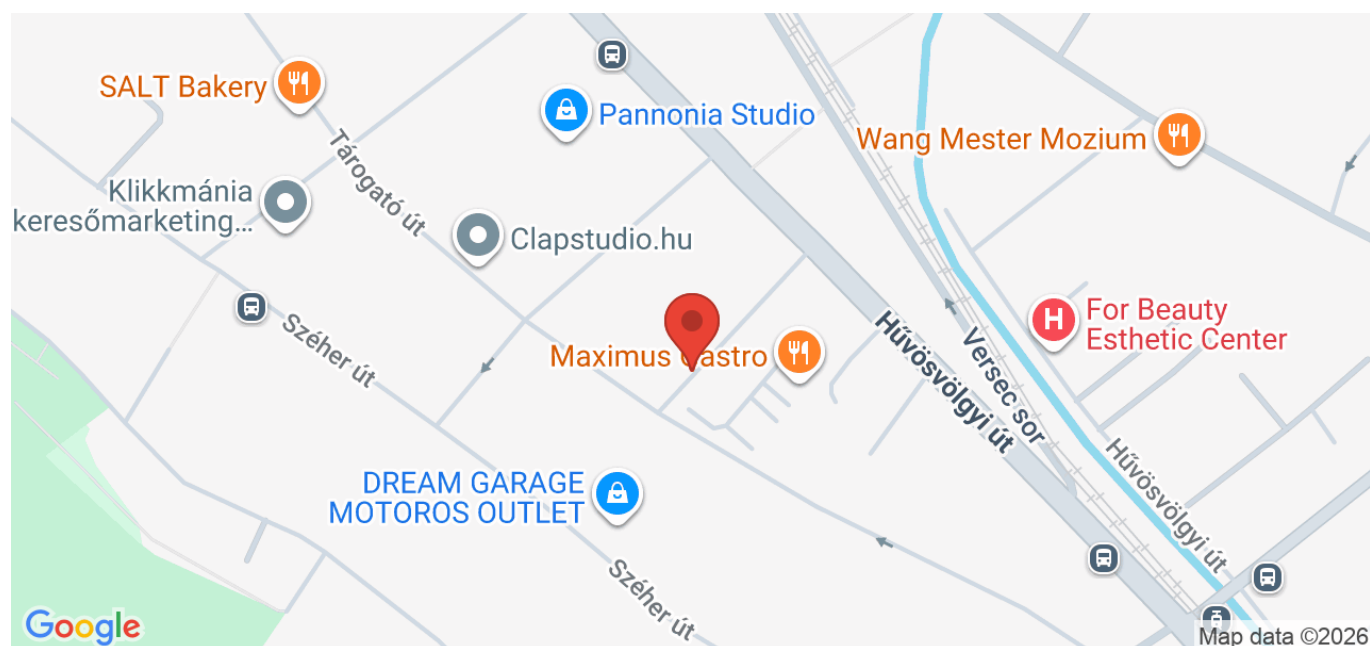 SALT Bakery
Pannonia Studio
Wang Mester Mozium
Tárogató út
Klikkmánia
keresőmarketing...
Clapstudio.hu
For Beauty
Esthetic Center
Széher út
Maximus Gastro
Hűvösvölgyi út
Versec sor
DREAM GARAGE
MOTOROS OUTLET
Hűvösvölgyi út
Széher út
Google
Map data ©2026